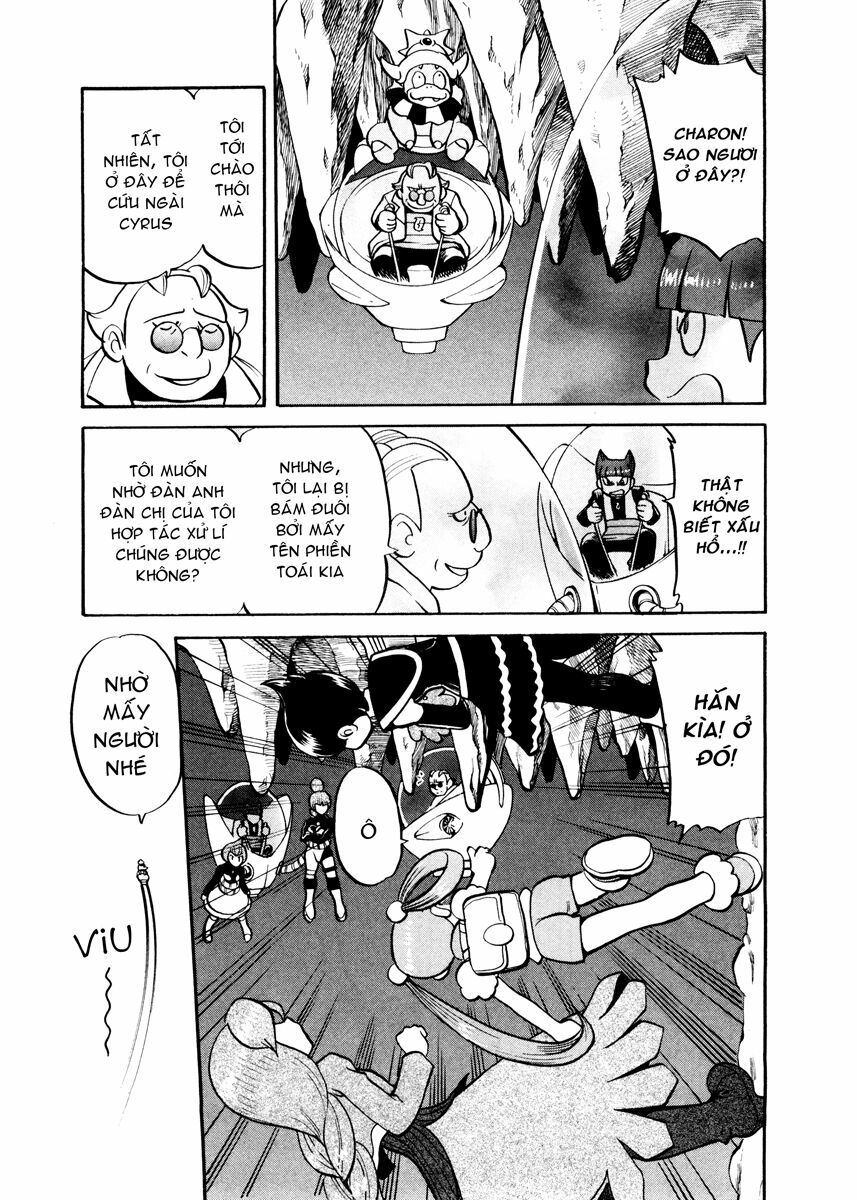 CHARON!
SAO NGƯƠI
Ở ĐÂY?!
TÔI
TỚI
CHÀO
THÔI
MÀ
TẤT
NHIÊN, TÔI
Ở ĐÂY ĐỂ
CỨU NGÀI
CYRUS
THẬT
KHÔNG
BIẾT XẤU
HỔ...!!
NHƯNG,
TÔI LẠI BỊ
BÁM ĐUÔI
BỞI MẤY
TÊN PHIỀN
TOÁI KIA
TÔI MUỐN
NHỜ ĐÀN ANH
ĐÀN CHỊ CỦA TÔI
HỢP TÁC XỬ LÍ
CHÚNG ĐƯỢC
KHÔNG?
HẮN
KÌA! Ở
ĐÓ!
Ô
NHỜ
MẤY
NGƯỜI
NHÉ
ViU